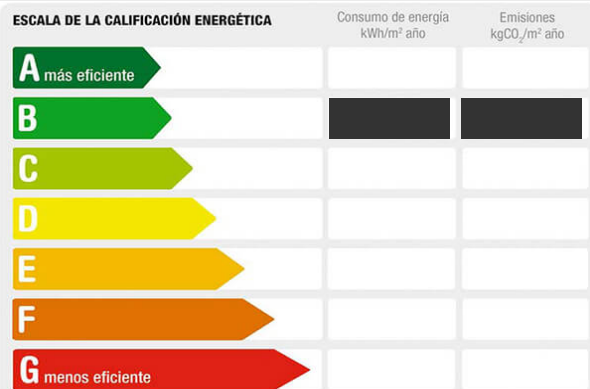 ESCALA DE LA CALIFICACIÓN ENERGÉTICA
Consumo de energía
kWh/m² año
Emisiones
kgCO₂/m² año
A más eficiente
B
C
D
E
F
G menos eficiente